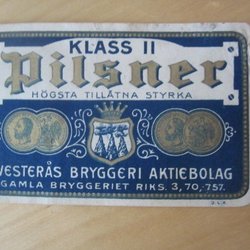 KLASS II
Pilsner
HÖGSTA TILLÅTNA STYRKA
VESTERÅS BRYGGERI AKTIEBOLAG
GAMLA BRYGGERIET RIKS. 3, 70, 757.